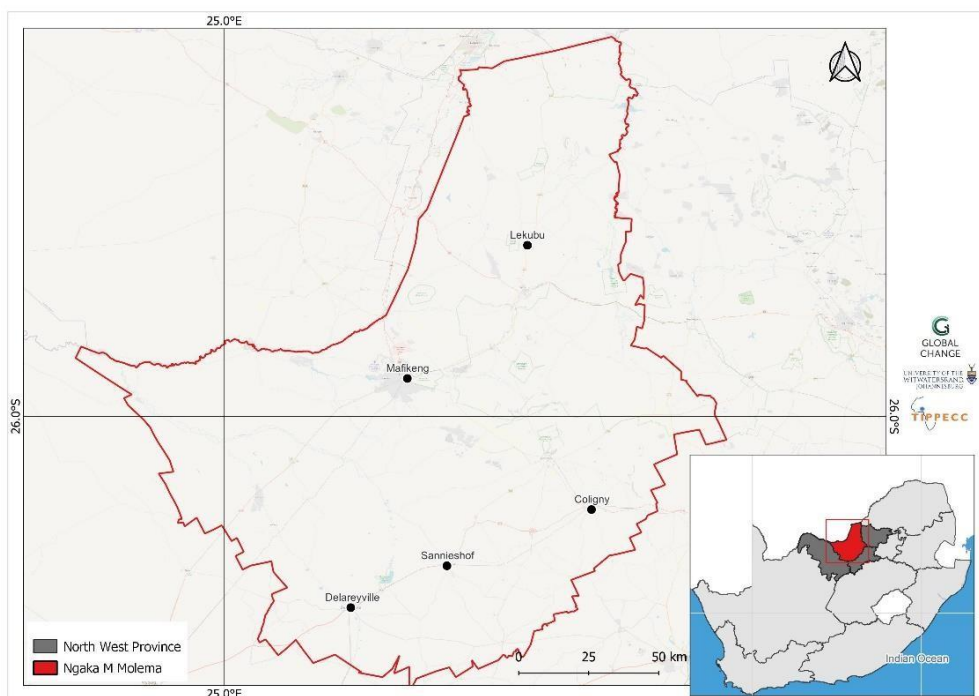 25.0°E
Lekubu
Mafikeng
26.0°S
26.0°S
GLOBAL
CHANGE
UNIVERSITY OF THE
WITWATERSRAND
JOHANNESBURG
TIPPECC
Coligny
Sannieshof
Delareyville
North West Province
Ngaka M Molema
0 25 50 km
Indian Ocean
25.0°E